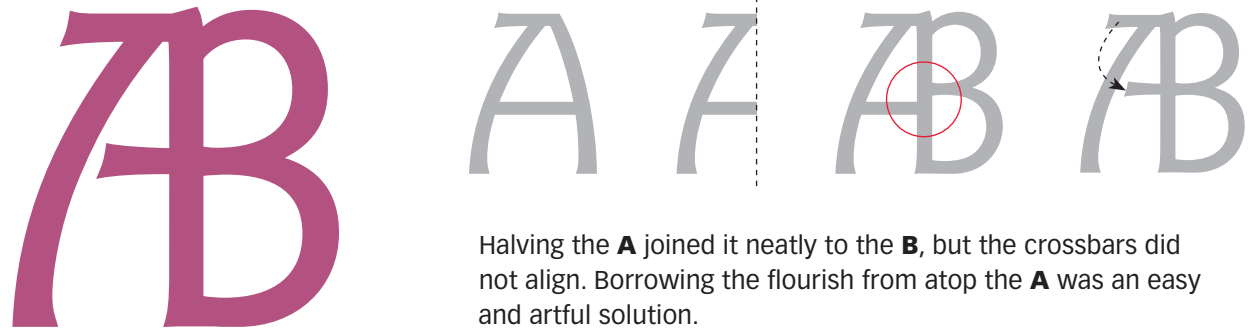 AB
A
AB
AB
Halving the A joined it neatly to the B, but the crossbars did
not align. Borrowing the flourish from atop the A was an easy
and artful solution.